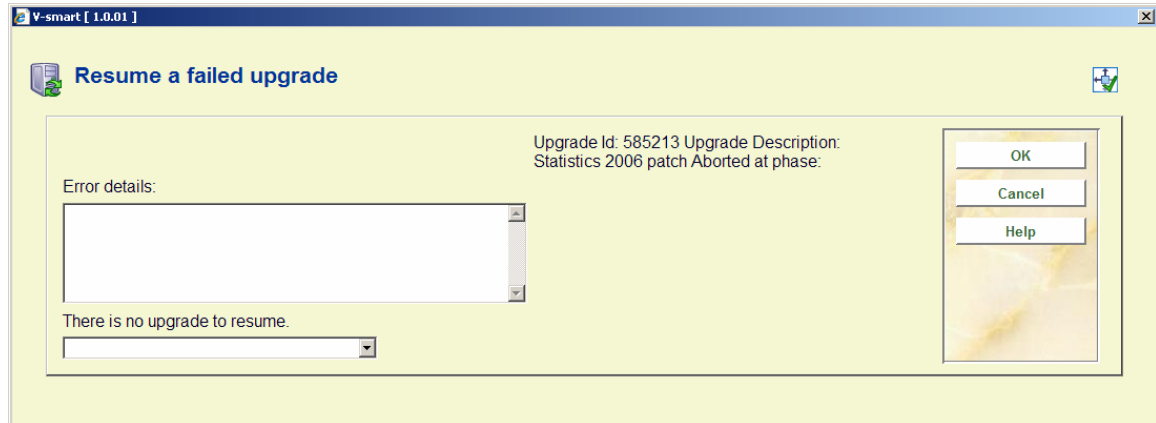 V-smart [ 1.0.01 ]
Resume a failed upgrade
Upgrade Id: 585213 Upgrade Description:
Statistics 2006 patch Aborted at phase:
Error details:
There is no upgrade to resume.
OK
Cancel
Help